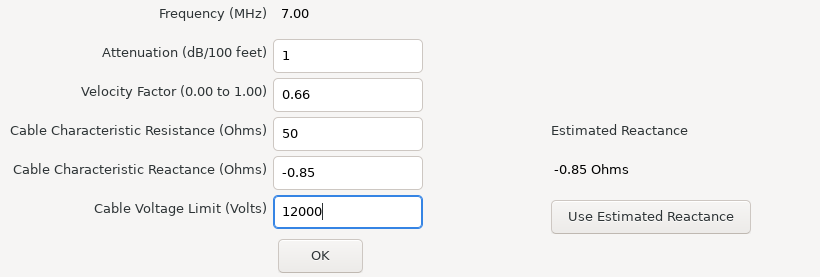 Frequency (MHz) 7.00
Attenuation (dB/100 feet) 1
Velocity Factor (0.00 to 1.00) 0.66
Cable Characteristic Resistance (Ohms) 50 Estimated Reactance
Cable Characteristic Reactance (Ohms) -0.85 -0.85 Ohms
Cable Voltage Limit (Volts) 12000 Use Estimated Reactance
OK